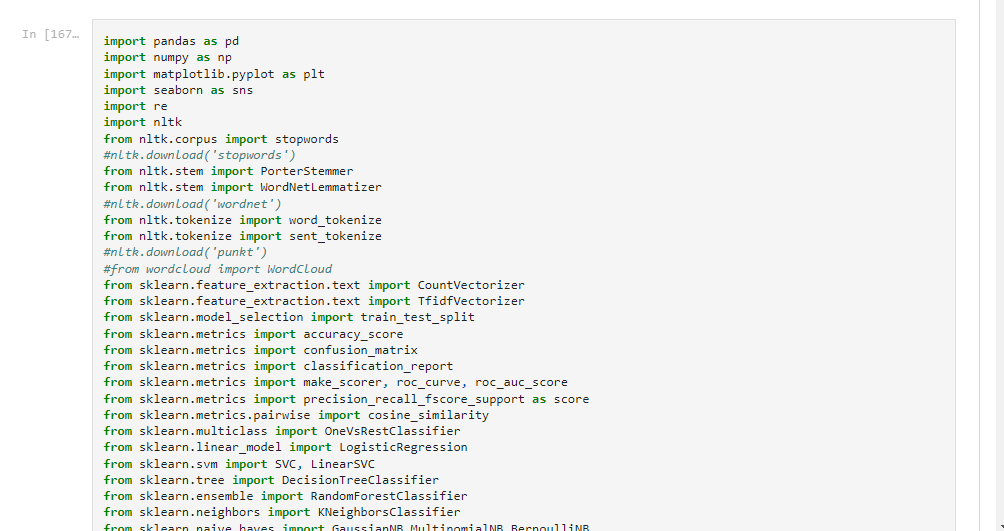 In [167…
import pandas as pd
import numpy as np
import matplotlib.pyplot as plt
import seaborn as sns
import re
import nltk
from nltk.corpus import stopwords
#nltk.download('stopwords')
from nltk.stem import PorterStemmer
from nltk.stem import WordNetLemmatizer
#nltk.download('wordnet')
from nltk.tokenize import word_tokenize
from nltk.tokenize import sent_tokenize
#nltk.download('punkt')
#from wordcloud import WordCloud
from sklearn.feature_extraction.text import CountVectorizer
from sklearn.feature_extraction.text import TfidfVectorizer
from sklearn.model_selection import train_test_split
from sklearn.metrics import accuracy_score
from sklearn.metrics import confusion_matrix
from sklearn.metrics import classification_report
from sklearn.metrics import make_scorer, roc_curve, roc_auc_score
from sklearn.metrics import precision_recall_fscore_support as score
from sklearn.metrics.pairwise import cosine_similarity
from sklearn.multiclass import OneVsRestClassifier
from sklearn.linear_model import LogisticRegression
from sklearn.svm import SVC, LinearSVC
from sklearn.tree import DecisionTreeClassifier
from sklearn.ensemble import RandomForestClassifier
from sklearn.neighbors import KNeighborsClassifier
from sklearn.naive_bayes import GaussianNB,MultinomialNB,BernoulliNB